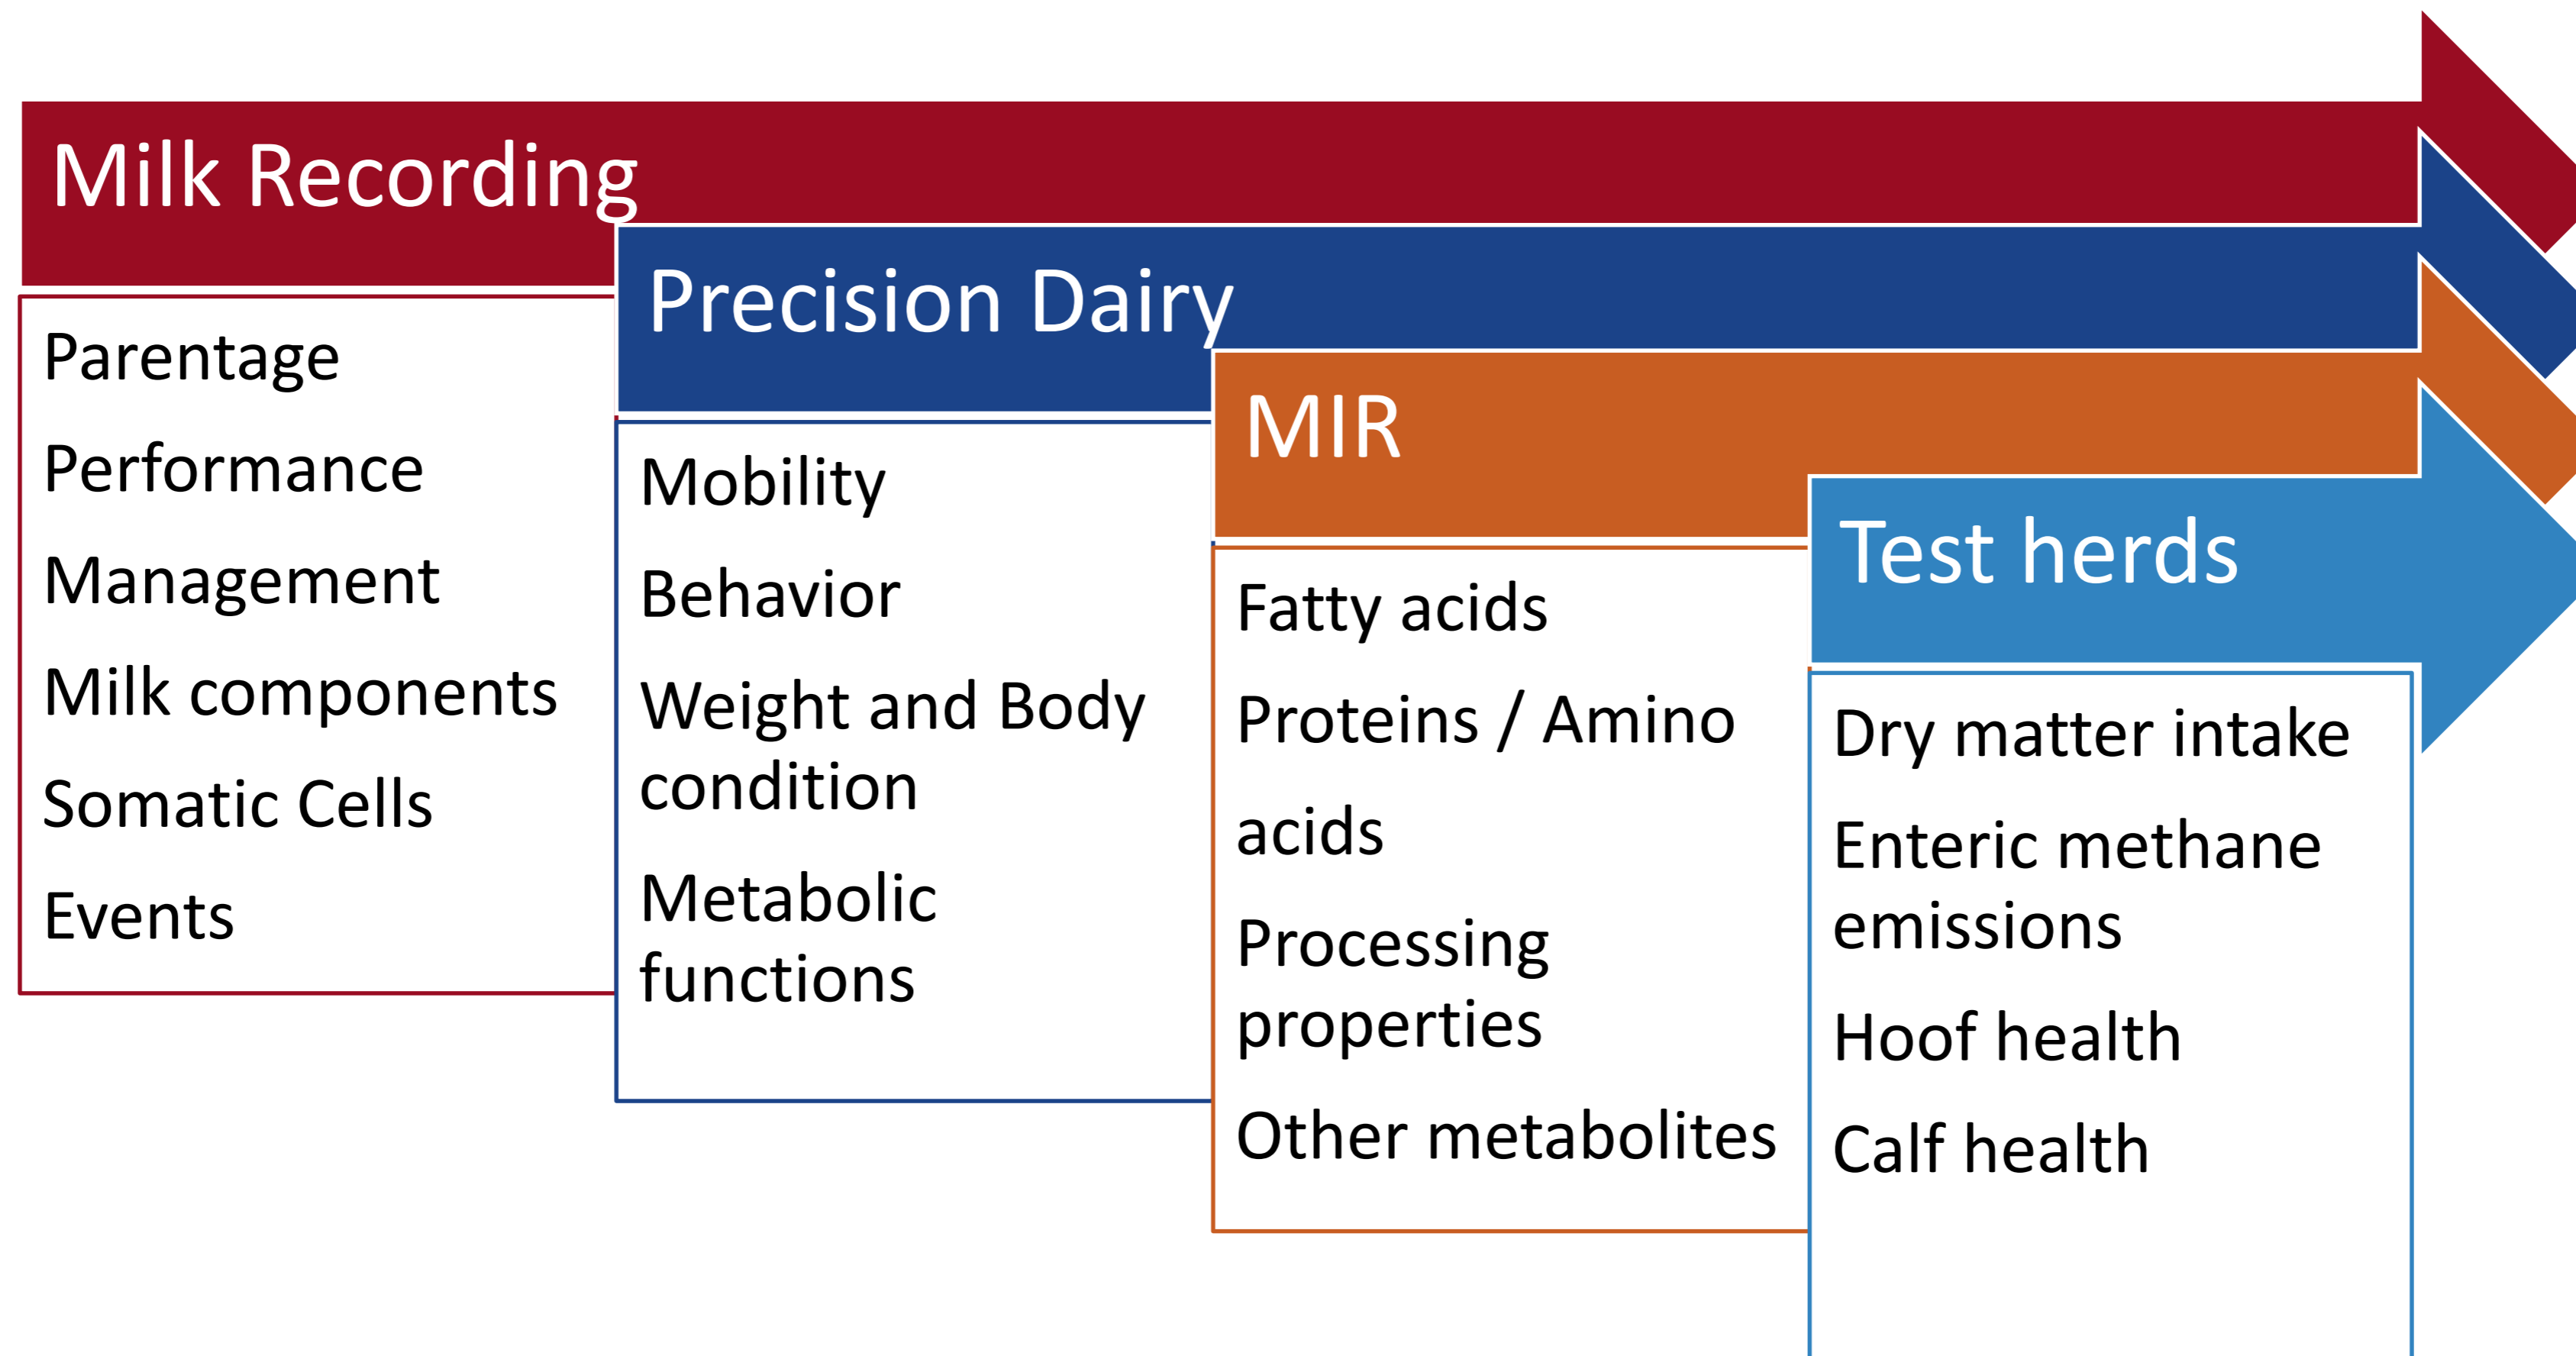 Milk Recording
Parentage
Performance
Management
Milk components
Somatic Cells
Events
Precision Dairy
Mobility
Behavior
Weight and Body
condition
Metabolic
functions
MIR
Fatty acids
Proteins / Amino
acids
Processing
properties
Other metabolites
Test herds
Dry matter intake
Enteric methane
emissions
Hoof health
Calf health